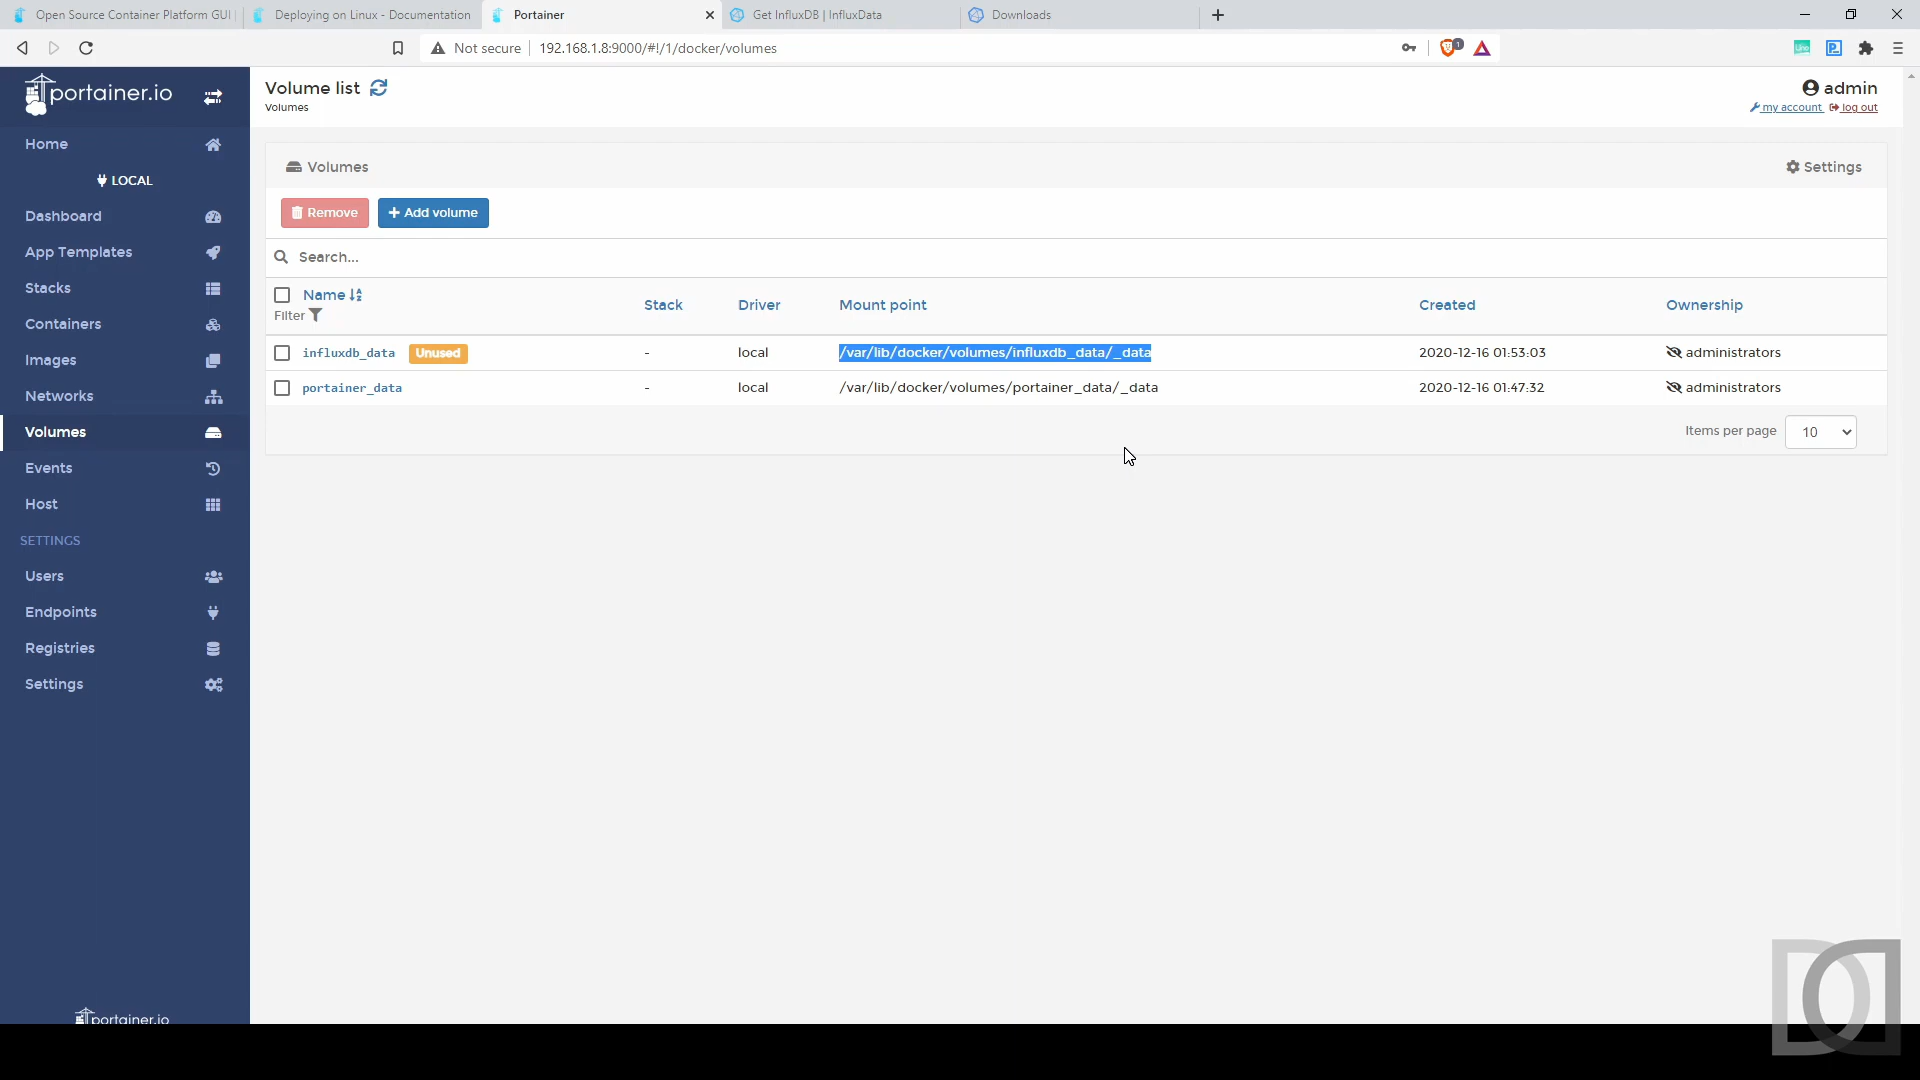 Open Source Container Platform GUI
Deploying on Linux - Documentation
Portainer
Get InfluxDB | InfluxData
Downloads
Not secure
192.168.1.8:9000/#!/1/docker/volumes
portainer.io
Volume list
Volumes
admin
my account
log out
Home
LOCAL
Dashboard
App Templates
Stacks
Containers
Images
Networks
Volumes
Events
Host
SETTINGS
Users
Endpoints
Registries
Settings
portainer.io
Volumes
Settings
Remove
+ Add volume
Search...
Name
Filter
Stack
Driver
Mount point
Created
Ownership
influxdb_data Unused - local /var/lib/docker/volumes/influxdb_data/_data 2020-12-16 01:53:03 administrators
portainer_data - local /var/lib/docker/volumes/portainer_data/_data 2020-12-16 01:47:32 administrators
Items per page 10